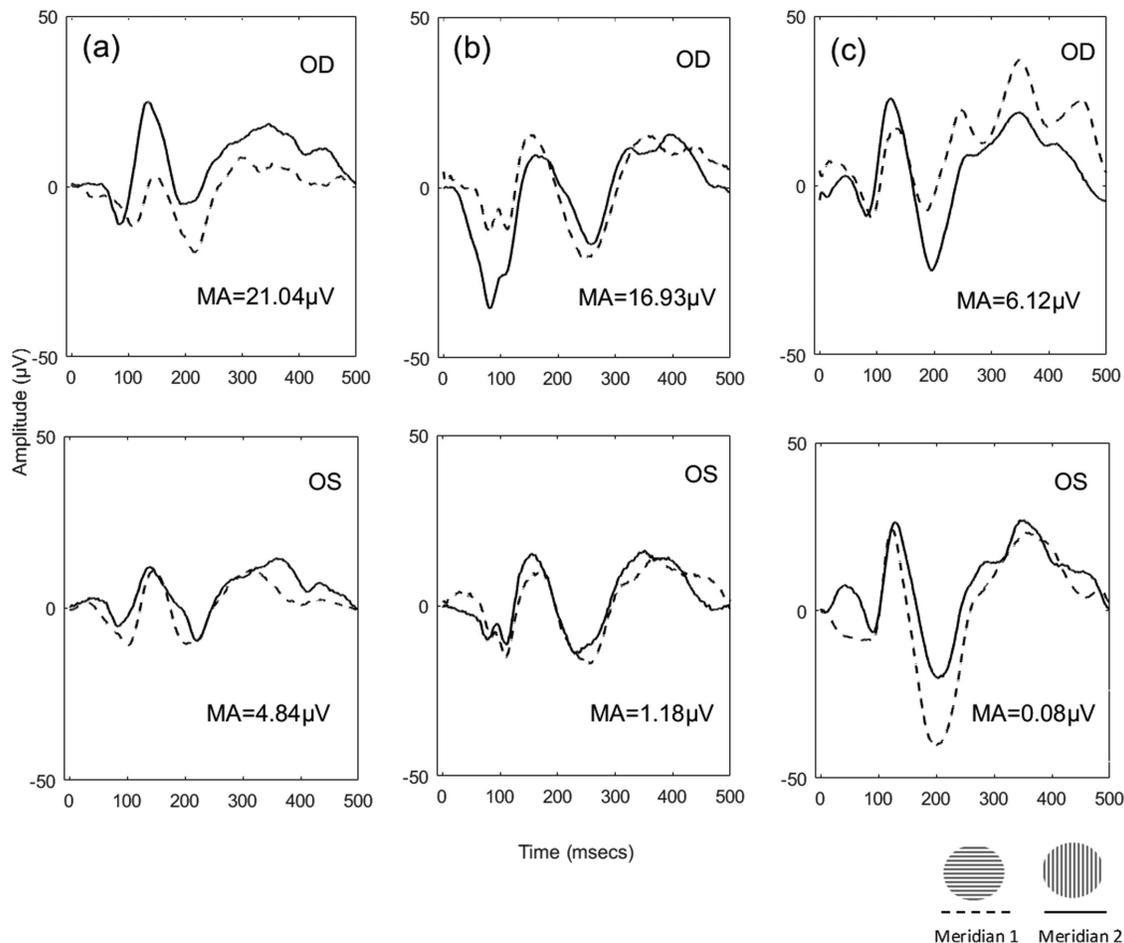 (a)
OD
MA=21.04µV
50
0
-50
0 100 200 300 400 500
(b)
OD
MA=16.93µV
50
0
-50
0 100 200 300 400 500
(c)
OD
MA=6.12µV
50
0
-50
0 100 200 300 400 500
Amplitude (µV)
OS
MA=4.84µV
50
0
-50
0 100 200 300 400 500
OS
MA=1.18µV
50
0
-50
0 100 200 300 400 500
OS
MA=0.08µV
50
0
-50
0 100 200 300 400 500
Time (msecs)
Meridian 1 Meridian 2